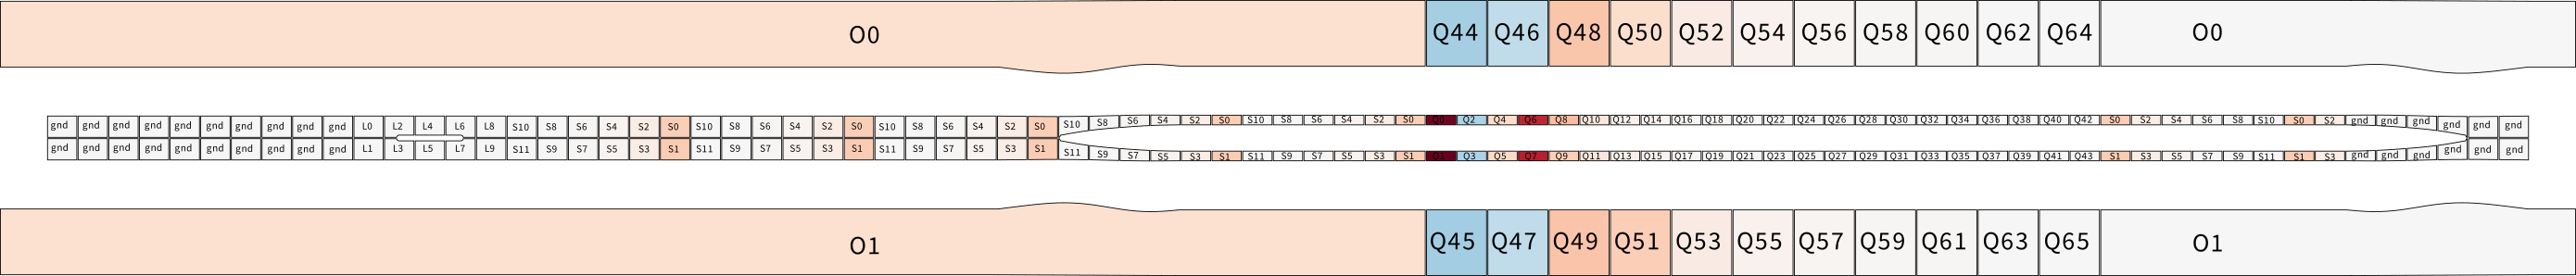 O0 Q44 Q46 Q48 Q50 Q52 Q54 Q56 Q58 Q60 Q62 Q64 O0
gnd gnd gnd gnd gnd gnd gnd gnd gnd gnd L0 L2 L4 L6 L8 S10 S8 S6 S4 S2 S0 S10 S8 S6 S4 S2 S0 S10 S8 S6 S4 S2 S0 S10 S8 S6 S4 S2 S0 S10 S8 S6 S4 S2 S0 Q0 Q2 Q4 Q6 Q8 Q10 Q12 Q14 Q16 Q18 Q20 Q22 Q24 Q26 Q28 Q30 Q32 Q34 Q36 Q38 Q40 Q42 S0 S2 S4 S6 S8 S10 S0 S2 gnd gnd gnd gnd gnd gnd
gnd gnd gnd gnd gnd gnd gnd gnd gnd gnd L1 L3 L5 L7 L9 S11 S9 S7 S5 S3 S1 S11 S9 S7 S5 S3 S1 S11 S9 S7 S5 S3 S1 S11 S9 S7 S5 S3 S1 S11 S9 S7 S5 S3 S1 Q1 Q3 Q5 Q7 Q9 Q11 Q13 Q15 Q17 Q19 Q21 Q23 Q25 Q27 Q29 Q31 Q33 Q35 Q37 Q39 Q41 Q43 S1 S3 S5 S7 S9 S11 S1 S3 gnd gnd gnd gnd gnd gnd
O1 Q45 Q47 Q49 Q51 Q53 Q55 Q57 Q59 Q61 Q63 Q65 O1